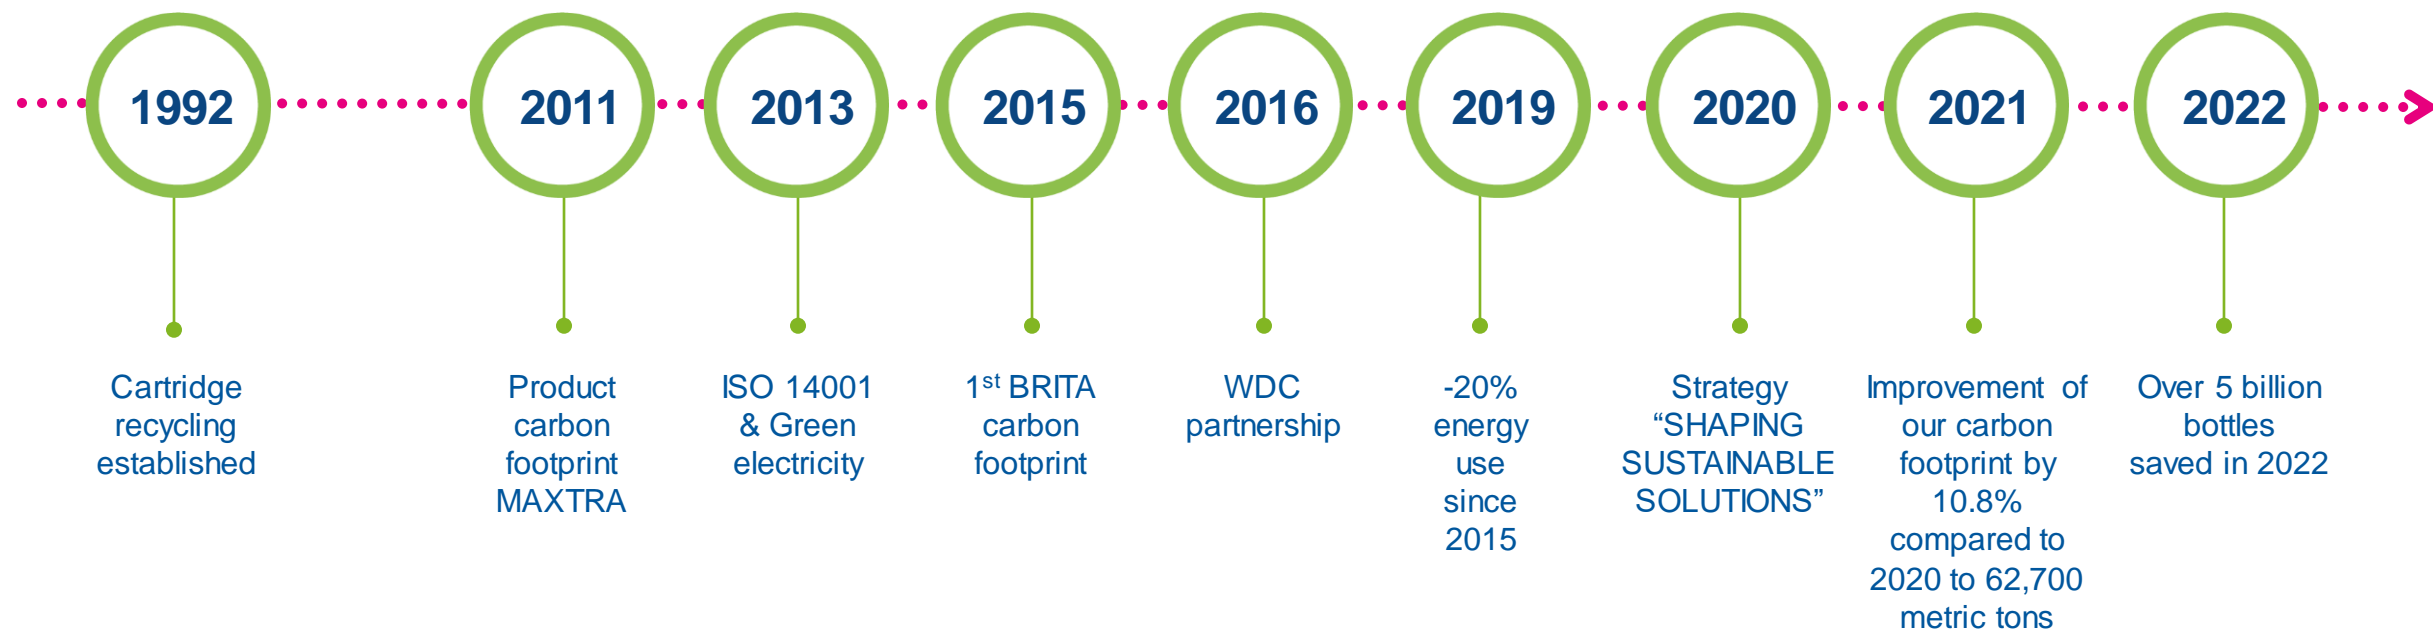 1992
2011
2013
2015
2016
2019
2020
2021
2022
Cartridge
recycling
established
Product
carbon
footprint
MAXTRA
ISO 14001
& Green
electricity
1st BRITA
carbon
footprint
WDC
partnership
-20%
energy
use
since
2015
Strategy
“SHAPING
SUSTAINABLE
SOLUTIONS”
Improvement of
our carbon
footprint by
10.8%
compared to
2020 to 62,700
metric tons
Over 5 billion
bottles
saved in 2022